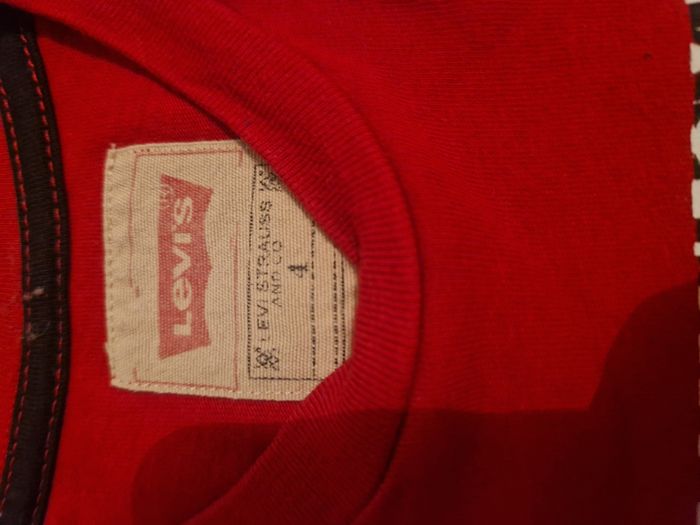 Levi's
LEVI STRAUSS
AND CO
4